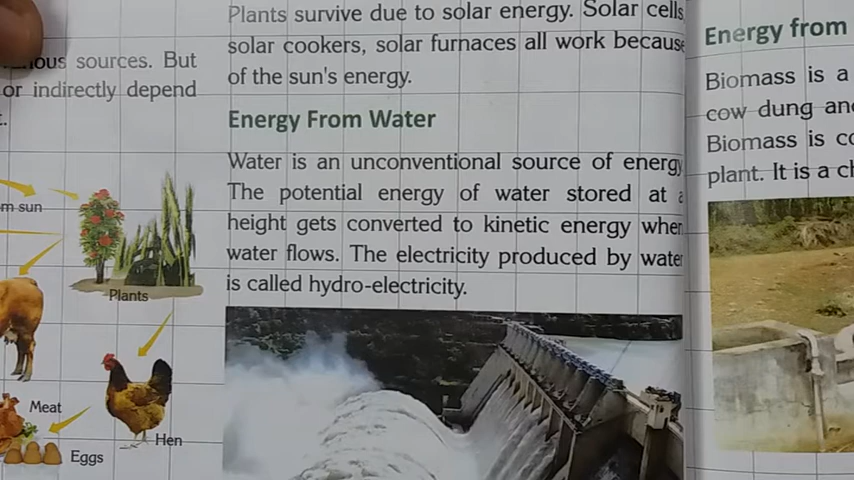 sources. But
or indirectly depend
sun
Plants
Meat
Hen
Eggs
Plants survive due to solar energy. Solar cells
solar cookers, solar furnaces all work because
of the sun's energy.
Energy From Water
Water is an unconventional source of energy
The potential energy of water stored at a
height gets converted to kinetic energy when
water flows. The electricity produced by water
is called hydro-electricity.
Energy from
Biomass is a
cow dung and
Biomass is
plant. It is a